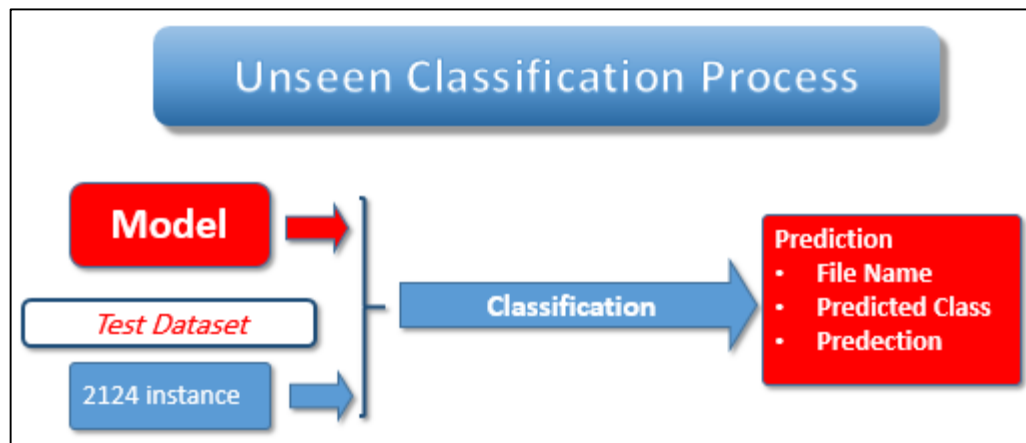 Unseen Classification Process
Model
Test Dataset
2124 instance
Classification
Prediction
• File Name
• Predicted Class
• Predection